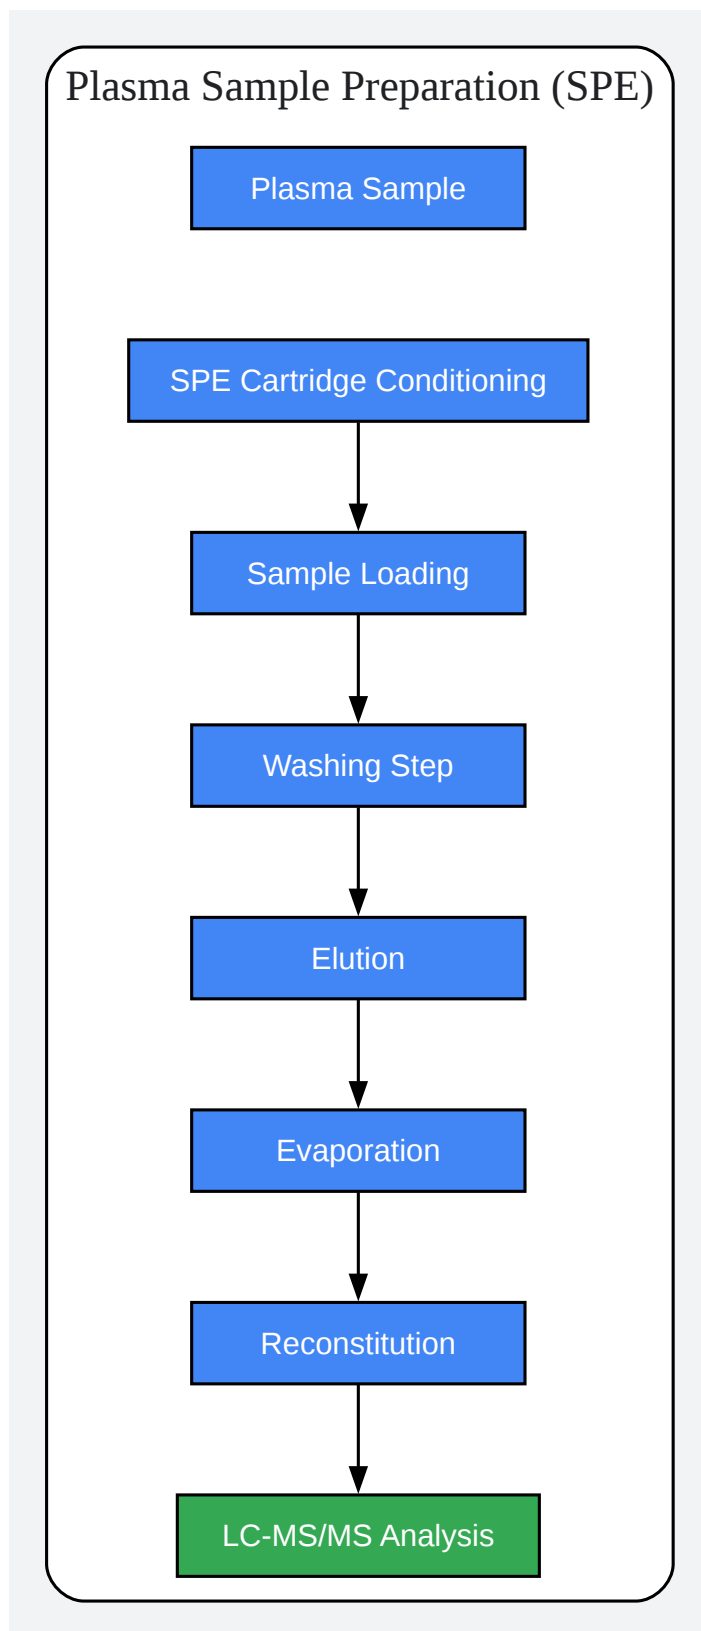 Plasma Sample Preparation (SPE)
Plasma Sample
SPE Cartridge Conditioning
Sample Loading
Washing Step
Elution
Evaporation
Reconstitution
LC-MS/MS Analysis